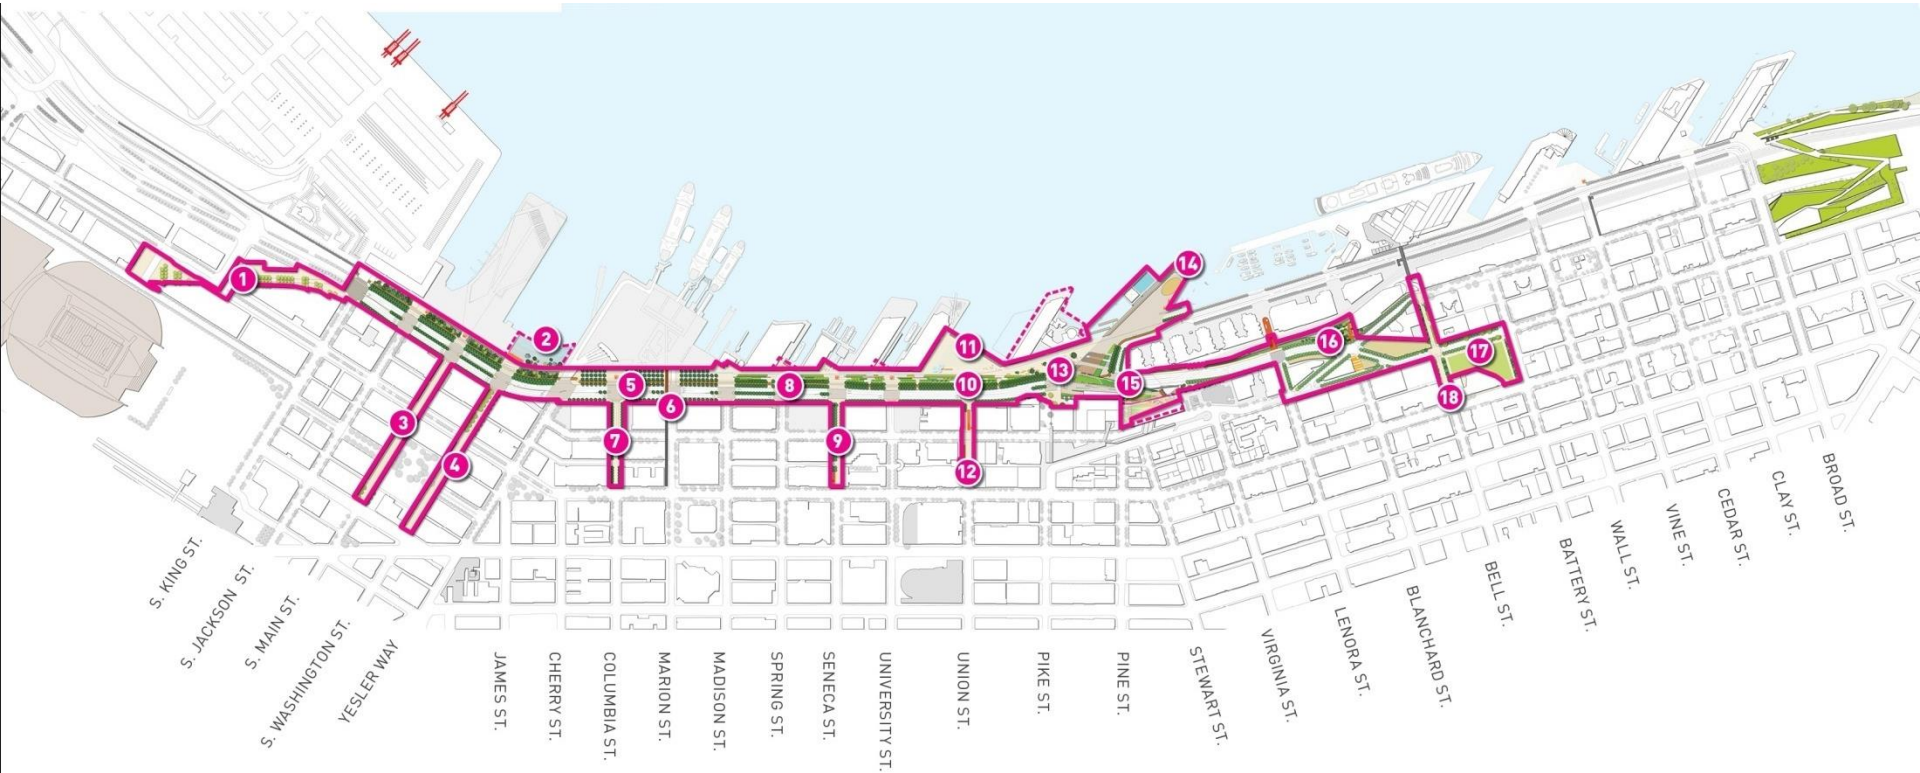 1
2
3
4
5
6
7
8
9
10
11
12
13
14
15
16
17
18
S. KING ST.
S. JACKSON ST.
S. MAIN ST.
S. WASHINGTON ST.
YESLER WAY
JAMES ST.
CHERRY ST.
COLUMBIA ST.
MARION ST.
MADISON ST.
SPRING ST.
SENECA ST.
UNIVERSITY ST.
UNION ST.
PIKE ST.
PINE ST.
STEWART ST.
VIRGINIA ST.
LENORA ST.
BLANCHARD ST.
BELL ST.
BATTERY ST.
WALL ST.
VINE ST.
CEDAR ST.
CLAY ST.
BROAD ST.